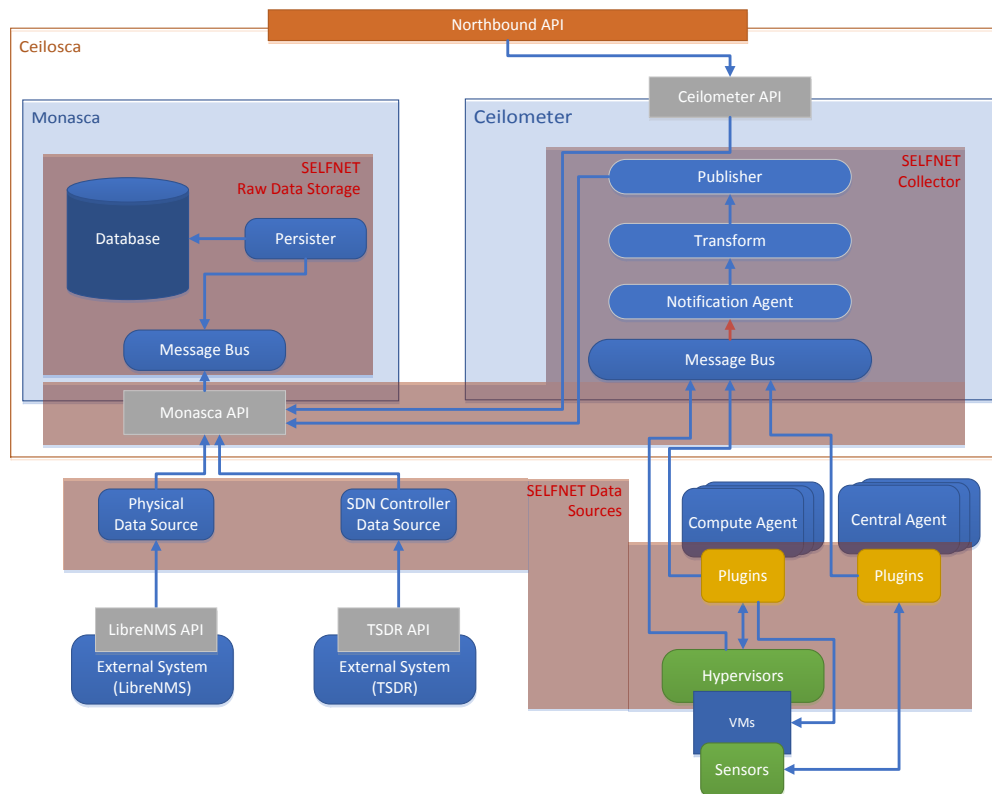 Northbound API
Ceilosca
Ceilometer API
Monasca
Ceilometer
SELFNET
Raw Data Storage
SELFNET
Collector
Publisher
Database
Persister
Transform
Notification Agent
Message Bus
Message Bus
Monasca API
SELFNET Data
Sources
Physical
Data Source
SDN Controller
Data Source
Compute Agent
Central Agent
Plugins
Plugins
LibreNMS API
TSDR API
External System
(LibreNMS)
External System
(TSDR)
Hypervisors
VMs
Sensors